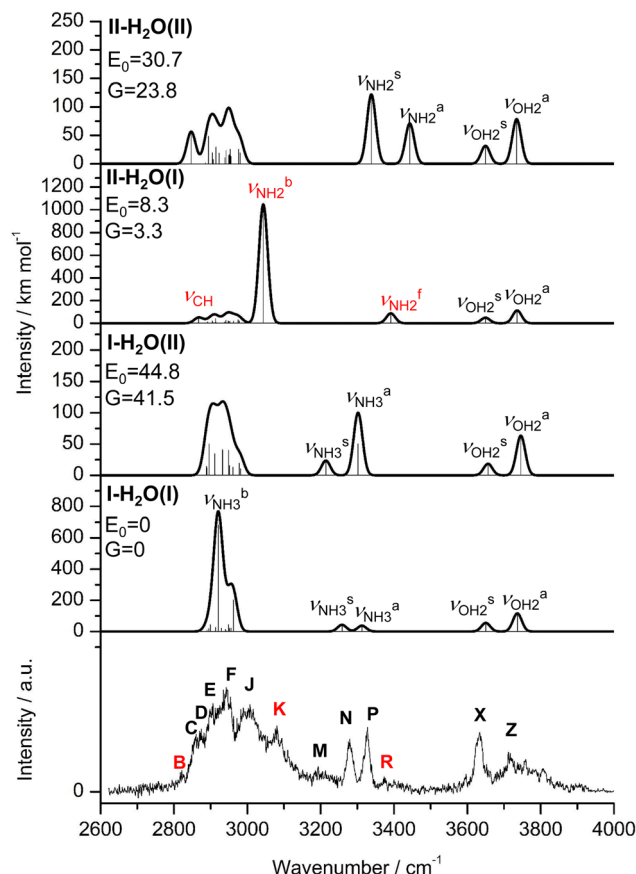 II-H₂O(II)
E₀=30.7
G=23.8
νNH2ˢ
νNH2ᵃ
νOH2ˢ
νOH2ᵃ
250
200
150
100
50
0
II-H₂O(I)
E₀=8.3
G=3.3
νCH
νNH2ᵇ
νNH2ᶠ
νOH2ˢ
νOH2ᵃ
1200
1000
800
600
400
200
0
I-H₂O(II)
E₀=44.8
G=41.5
νNH3ˢ
νNH3ᵃ
νOH2ˢ
νOH2ᵃ
200
150
100
50
0
I-H₂O(I)
E₀=0
G=0
νNH3ᵇ
νNH3ˢ
νNH3ᵃ
νOH2ˢ
νOH2ᵃ
800
600
400
200
0
Intensity / km mol⁻¹
B C D E F J K M N P R X Z
0
Intensity / a.u.
2600 2800 3000 3200 3400 3600 3800 4000
Wavenumber / cm⁻¹